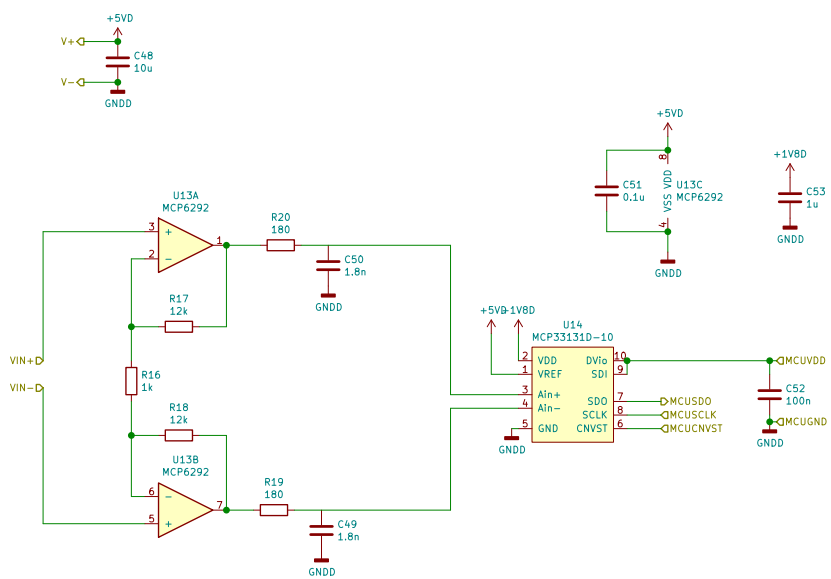 +5VD
V+
C48
10u
V-
GNDD
+5VD
8
C51
0.1u
VSS VDD
U13C
MCP6292
4
GNDD
+1V8D
C53
1u
GNDD
U13A
MCP6292
3
+
2
−
1
R20
180
C50
1.8n
GNDD
R17
12k
VIN+
VIN-
R16
1k
R18
12k
U13B
MCP6292
6
−
5
+
7
R19
180
C49
1.8n
GNDD
+5VD
+1V8D
U14
MCP33131D-10
2 VDD DVio 10
1 VREF SDI 9
3 Ain+ SDO 7
4 Ain- SCLK 8
5 GND CNVST 6
GNDD
MCUSDO
MCUSCLK
MCUCNVST
MCUVDD
C52
100n
MCUGND
GNDD